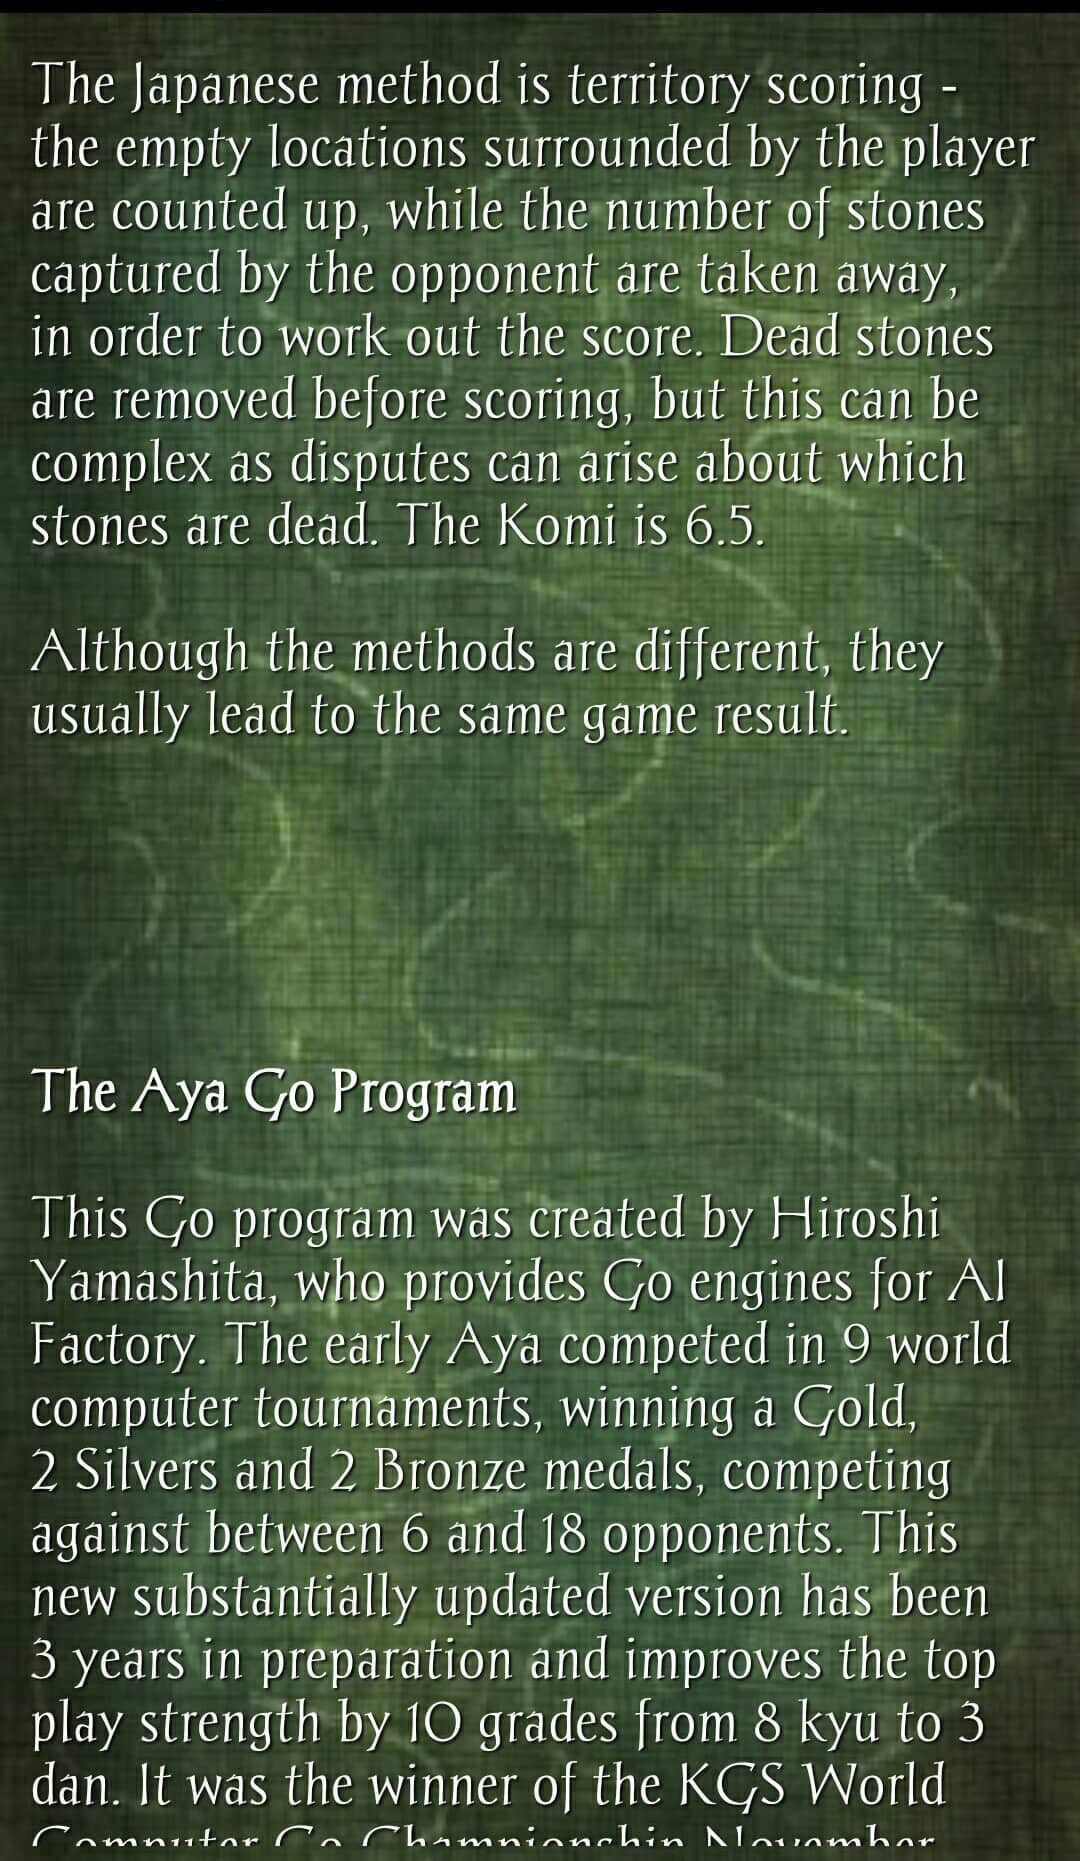 The Japanese method is territory scoring -
the empty locations surrounded by the player
are counted up, while the number of stones
captured by the opponent are taken away,
in order to work out the score. Dead stones
are removed before scoring, but this can be
complex as disputes can arise about which
stones are dead. The Komi is 6.5.
Although the methods are different, they
usually lead to the same game result.
The Aya Go Program
This Go program was created by Hiroshi
Yamashita, who provides Go engines for AI
Factory. The early Aya competed in 9 world
computer tournaments, winning a Gold,
2 Silvers and 2 Bronze medals, competing
against between 6 and 18 opponents. This
new substantially updated version has been
3 years in preparation and improves the top
play strength by 10 grades from 8 kyu to 3
dan. It was the winner of the KGS World
Computer Go Championship November